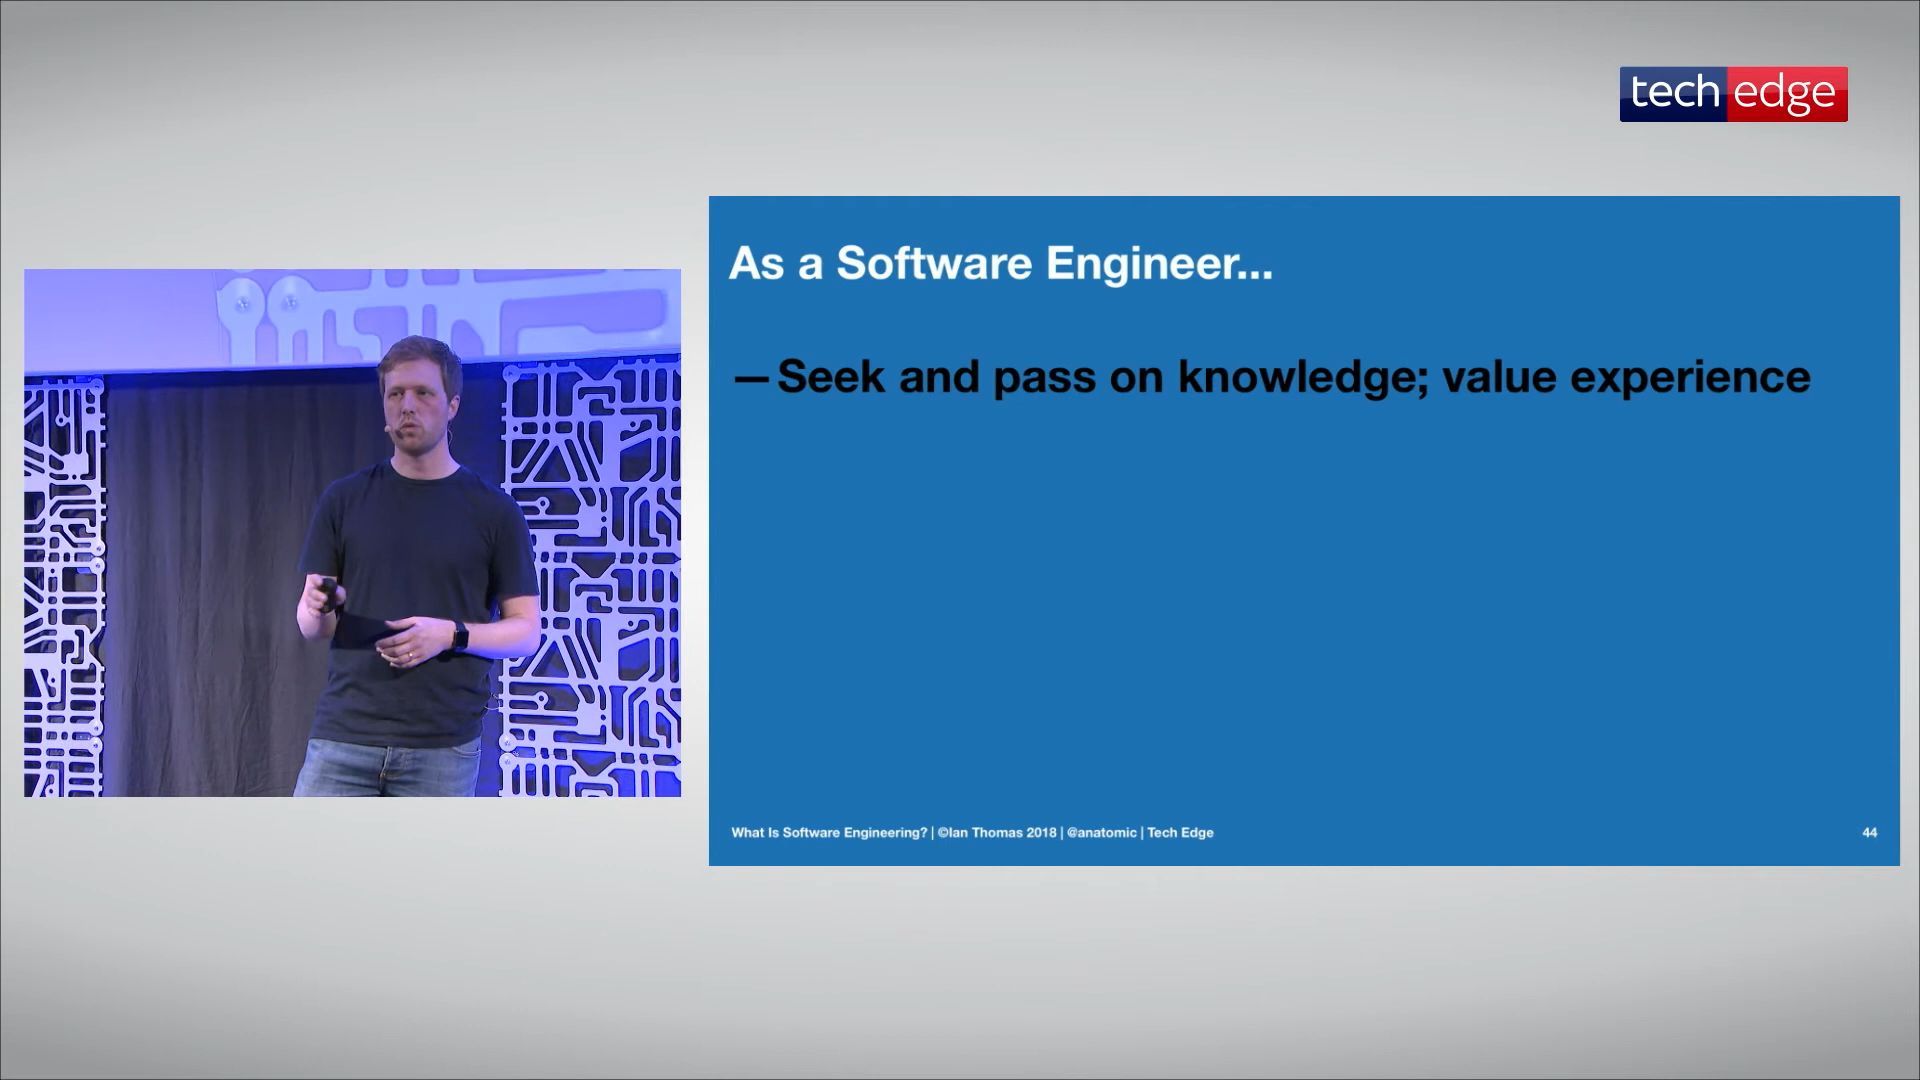 tech edge
As a Software Engineer...
—Seek and pass on knowledge; value experience
What Is Software Engineering? | ©Ian Thomas 2018 | @anatomic | Tech Edge
44